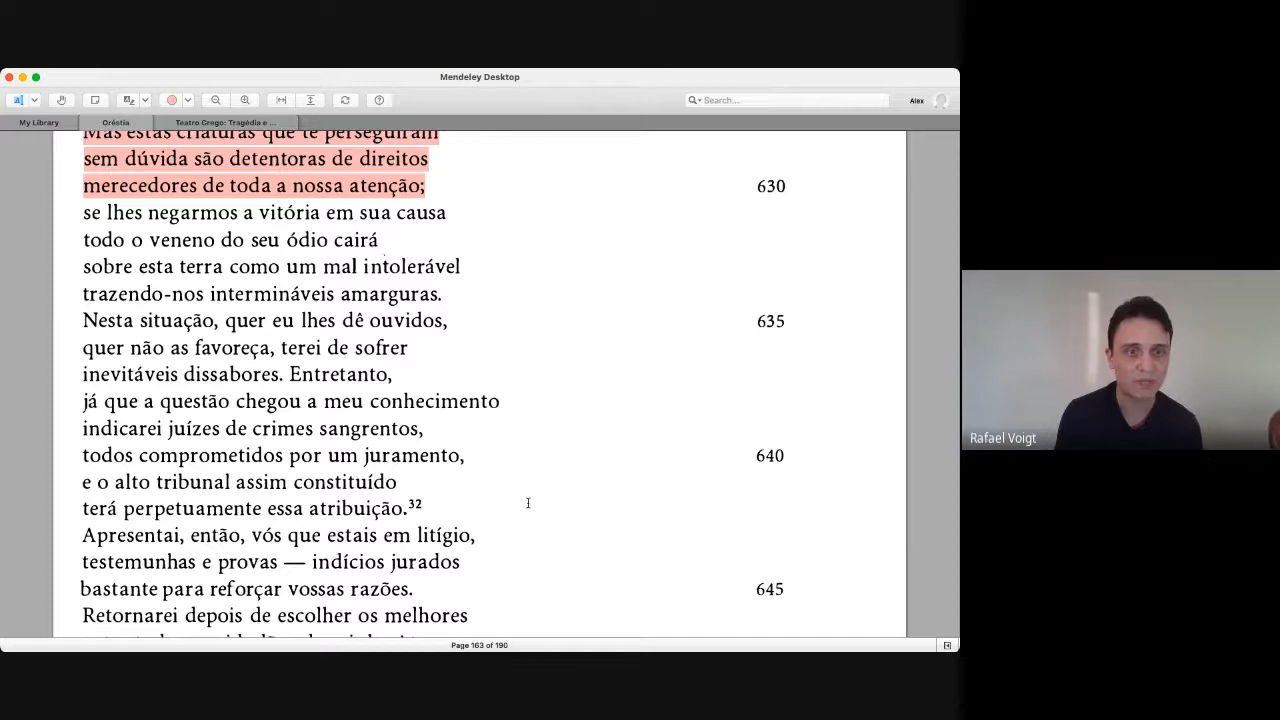 Mendeley Desktop
Search...
Alex
My Library
Oréstia
Teatro Grego: Tragédia e ...
Mas estas criaturas que te perseguiram
sem dúvida são detentoras de direitos
merecedores de toda a nossa atenção; 630
se lhes negarmos a vitória em sua causa
todo o veneno do seu ódio cairá
sobre esta terra como um mal intolerável
trazendo-nos intermináveis amarguras.
Nesta situação, quer eu lhes dê ouvidos, 635
quer não as favoreça, terei de sofrer
inevitáveis dissabores. Entretanto,
já que a questão chegou a meu conhecimento
indicarei juízes de crimes sangrentos,
todos comprometidos por um juramento, 640
e o alto tribunal assim constituído
terá perpetuamente essa atribuição.³²
Apresentai, então, vós que estais em litígio,
testemunhas e provas — indícios jurados
bastante para reforçar vossas razões. 645
Retornarei depois de escolher os melhores
Page 163 of 190
Rafael Voigt